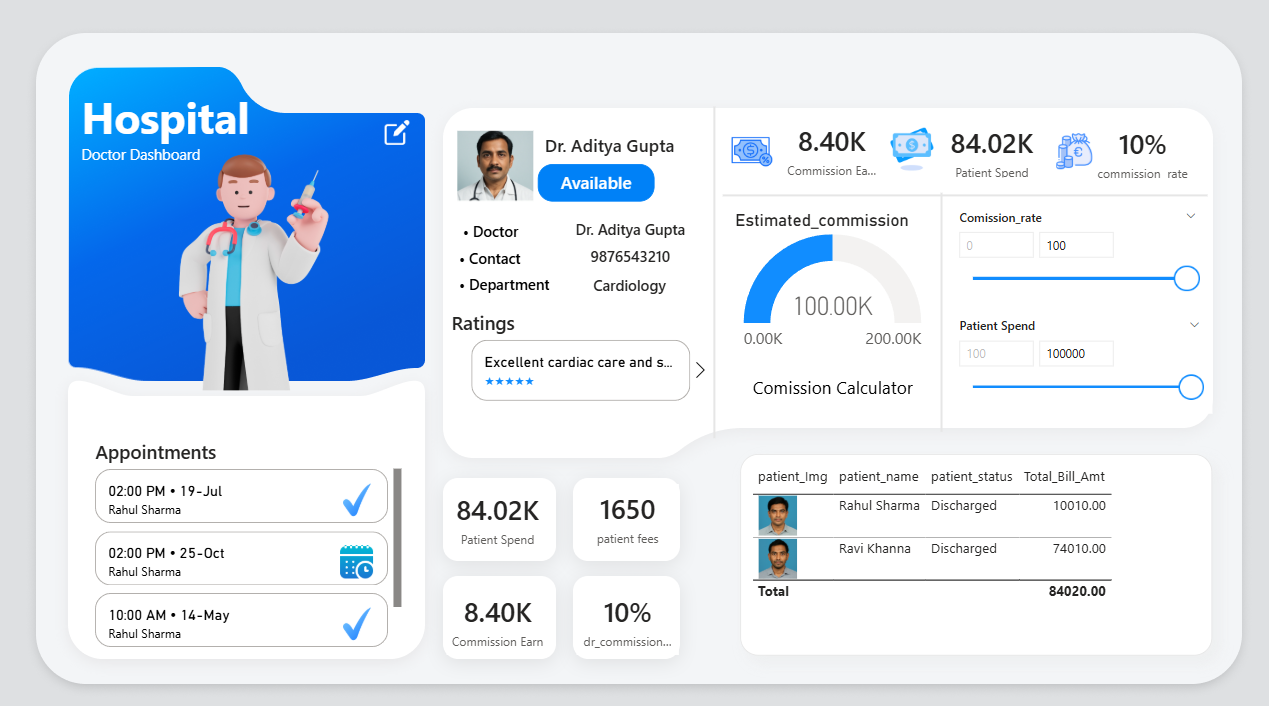 Hospital
Doctor Dashboard
Appointments
02:00 PM • 19-Jul
Rahul Sharma
02:00 PM • 25-Oct
Rahul Sharma
10:00 AM • 14-May
Rahul Sharma
Dr. Aditya Gupta
Available
• Doctor Dr. Aditya Gupta
• Contact 9876543210
• Department Cardiology
Ratings
Excellent cardiac care and s...
★★★★★
8.40K
Commission Ea...
84.02K
Patient Spend
10%
commission rate
Estimated_commission
100.00K
0.00K 200.00K
Comission Calculator
Comission_rate
0 100
Patient Spend
100 100000
84.02K
Patient Spend
1650
patient fees
8.40K
Commission Earn
10%
dr_commission...
patient_Img patient_name patient_status Total_Bill_Amt
Rahul Sharma Discharged 10010.00
Ravi Khanna Discharged 74010.00
Total 84020.00